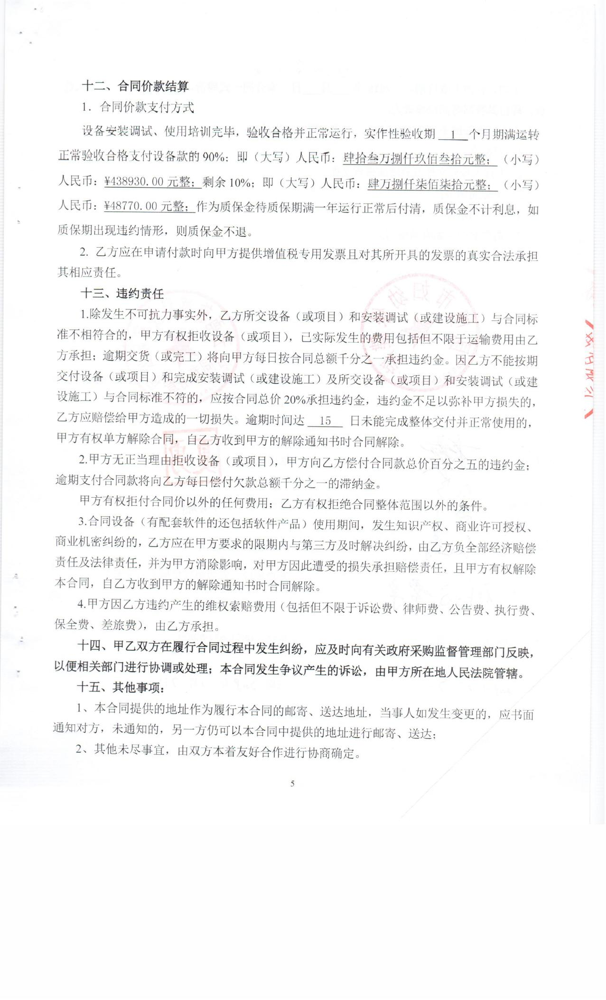 十二、合同价款结算
1. 合同价款支付方式
设备安装调试、使用培训完毕，验收合格并正常运行，实作性验收期 1 个月期满运转
正常验收合格支付设备款的 90%；即（大写）人民币：肆拾叁万捌仟玖佰叁拾元整；（小写）
人民币：¥438930.00 元整；剩余 10%；即（大写）人民币：肆万捌仟柒佰柒拾元整；（小写）
人民币：¥48770.00 元整；作为质保金待质保期满一年运行正常后付清，质保金不计利息，如
质保期出现违约情形，则质保金不退。
2. 乙方应在申请付款时向甲方提供增值税专用发票且对其所开具的发票的真实合法承担
其相应责任。
十三、违约责任
1.除发生不可抗力事实外，乙方所交设备（或项目）和安装调试（或建设施工）与合同标
准不相符合的，甲方有权拒收设备（或项目），已实际发生的费用包括但不限于运输费用由乙
方承担；逾期交货（或完工）将向甲方每日按合同总额千分之一承担违约金。因乙方不能按期
交付设备（或项目）和完成安装调试（或建设施工）及所交设备（或项目）和安装调试（或建
设施工）与合同标准不符的，应按合同总价 20%承担违约金，违约金不足以弥补甲方损失的，
乙方应赔偿给甲方造成的一切损失。逾期时间达 15 日未能完成整体交付并正常使用的，
甲方有权单方解除合同，自乙方收到甲方的解除通知书时合同解除。
2.甲方无正当理由拒收设备（或项目），甲方向乙方偿付合同款总价百分之五的违约金；
逾期支付合同款将向乙方每日偿付欠款总额千分之一的滞纳金。
甲方有权拒付合同价以外的任何费用；乙方有权拒绝合同整体范围以外的条件。
3.合同设备（有配套软件的还包括软件产品）使用期间，发生知识产权、商业许可授权、
商业机密纠纷的，乙方应在甲方要求的限期内与第三方及时解决纠纷，由乙方负全部经济赔偿
责任及法律责任，并为甲方消除影响，对甲方因此遭受的损失承担赔偿责任，且甲方有权解除
本合同，自乙方收到甲方的解除通知书时合同解除。
4.甲方因乙方违约产生的维权索赔费用（包括但不限于诉讼费、律师费、公告费、执行费、
保全费、差旅费），由乙方承担。
十四、甲乙双方在履行合同过程中发生纠纷，应及时向有关政府采购监督管理部门反映，
以便相关部门进行协调或处理；本合同发生争议产生的诉讼，由甲方所在地人民法院管辖。
十五、其他事项：
1、本合同提供的地址作为履行本合同的邮寄、送达地址，当事人如发生变更的，应书面
通知对方，未通知的，另一方仍可以本合同中提供的地址进行邮寄、送达；
2、其他未尽事宜，由双方本着友好合作进行协商确定。
5